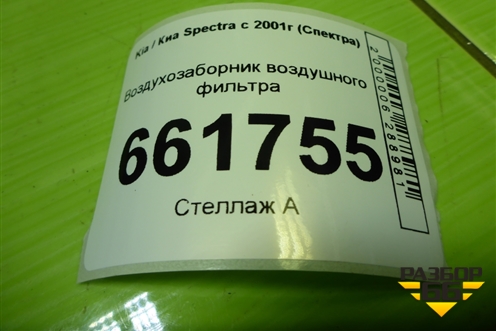 Kia / Киа Spectra с 2001г (Спектра)
Воздухозаборник воздушного
фильтра
661755
Стеллаж А
2000006288981
РАЗБОР